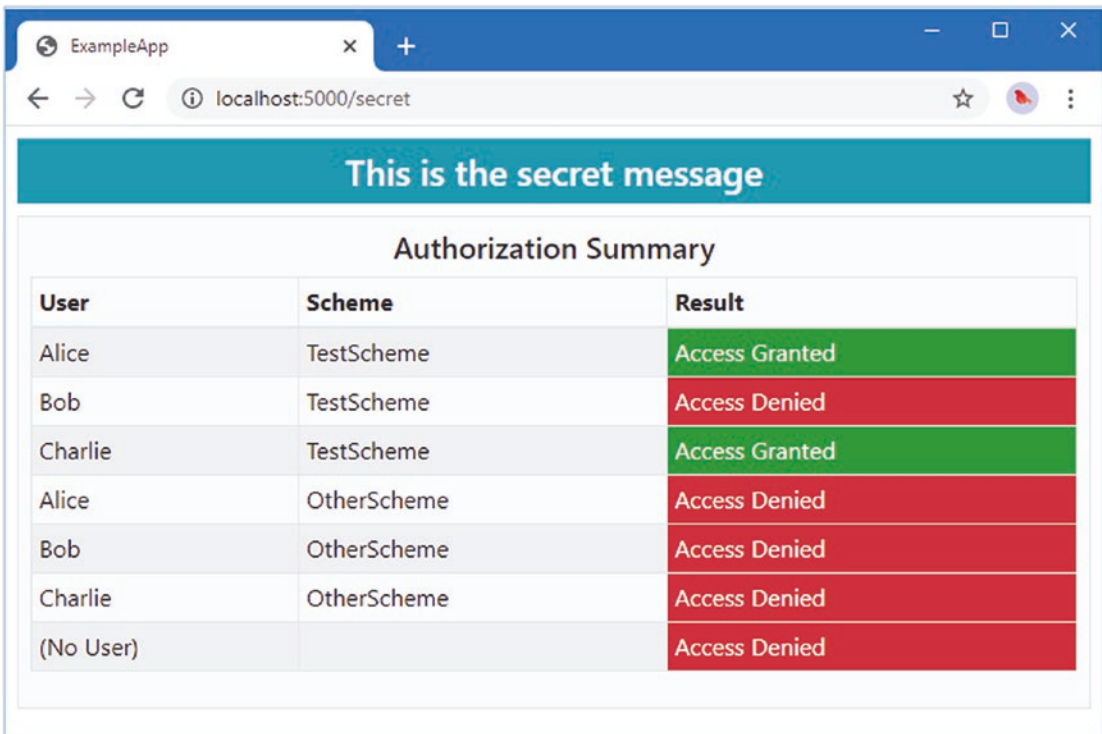 ExampleApp
localhost:5000/secret
This is the secret message
Authorization Summary
User Scheme Result
Alice TestScheme Access Granted
Bob TestScheme Access Denied
Charlie TestScheme Access Granted
Alice OtherScheme Access Denied
Bob OtherScheme Access Denied
Charlie OtherScheme Access Denied
(No User) Access Denied